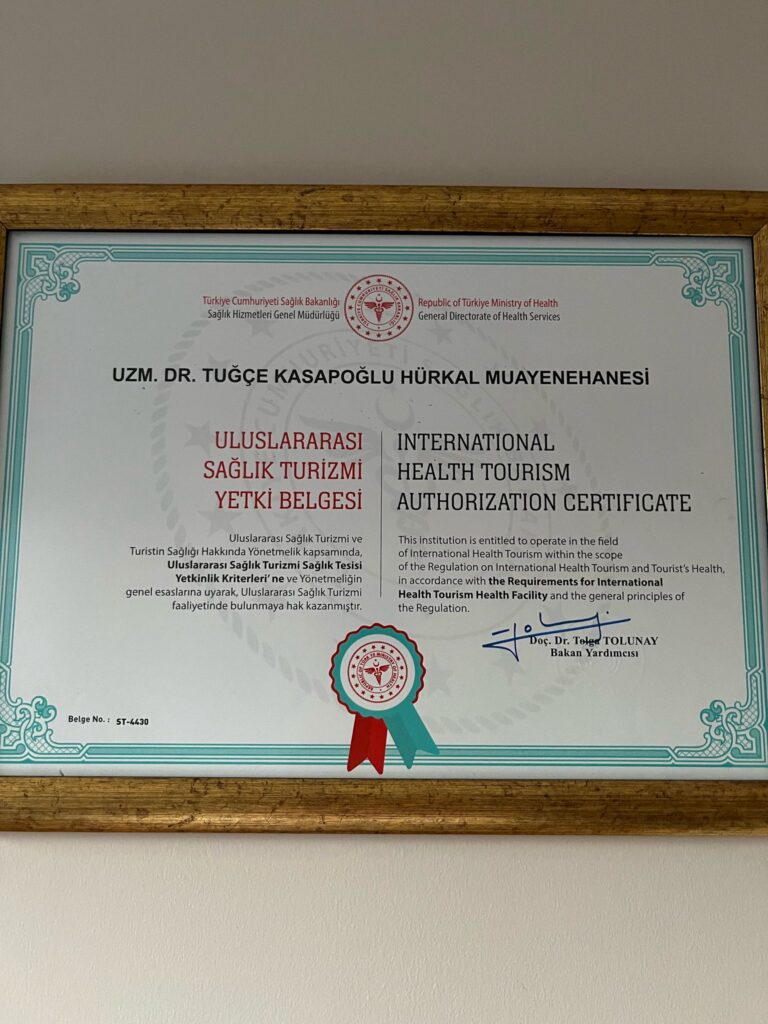 Türkiye Cumhuriyeti Sağlık Bakanlığı
Sağlık Hizmetleri Genel Müdürlüğü
Republic of Türkiye Ministry of Health
General Directorate of Health Services
UZM. DR. TUĞÇE KASAPOĞLU HÜRKAL MUAYENEHANESİ
ULUSLARARASI
SAĞLIK TURİZMİ
YETKİ BELGESİ
INTERNATIONAL
HEALTH TOURISM
AUTHORIZATION CERTIFICATE
Uluslararası Sağlık Turizmi ve
Turistin Sağlığı Hakkında Yönetmelik kapsamında,
Uluslararası Sağlık Turizmi Sağlık Tesisi
Yetkinlik Kriterleri' ne ve Yönetmeliğin
genel esaslarına uyarak, Uluslararası Sağlık Turizmi
faaliyetinde bulunmaya hak kazanmıştır.
This institution is entitled to operate in the field
of International Health Tourism within the scope
of the Regulation on International Health Tourism and Tourist's Health,
in accordance with the Requirements for International
Health Tourism Health Facility and the general principles of
the Regulation.
Doç. Dr. Tolga TOLUNAY
Bakan Yardımcısı
Belge No. : ST-4430